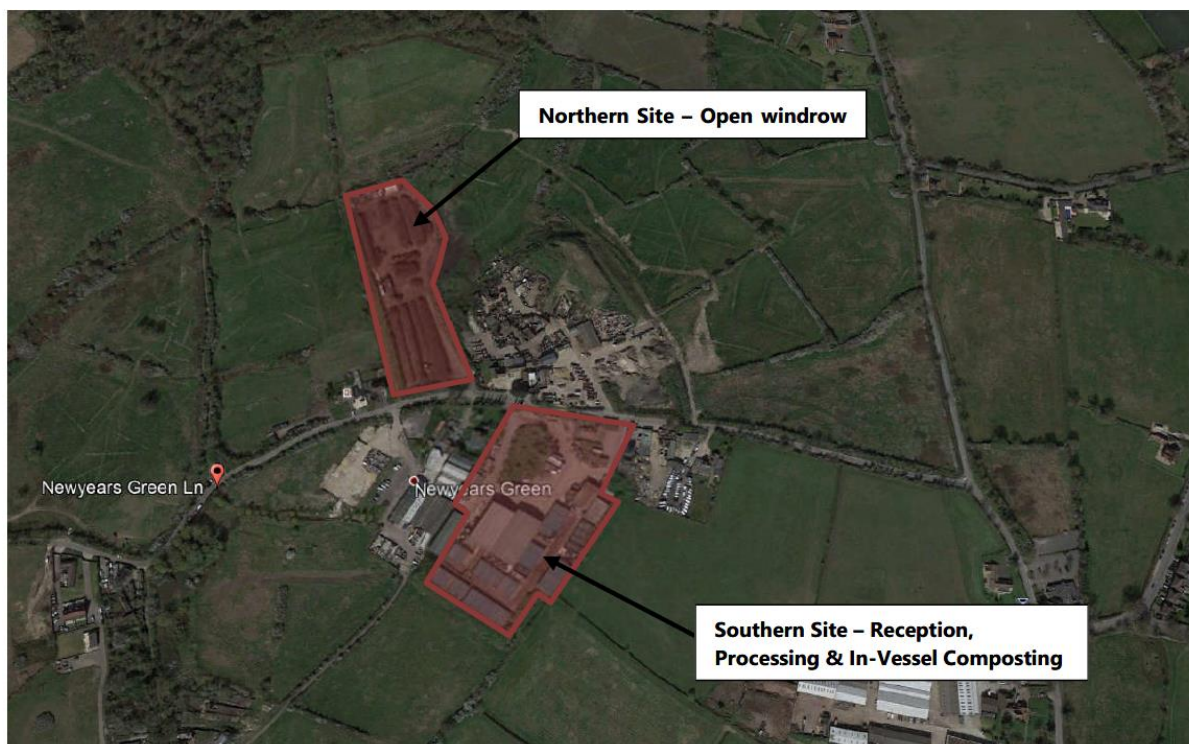 Northern Site – Open windrow
Newyears Green Ln
Newyears Green
Southern Site – Reception,
Processing & In-Vessel Composting